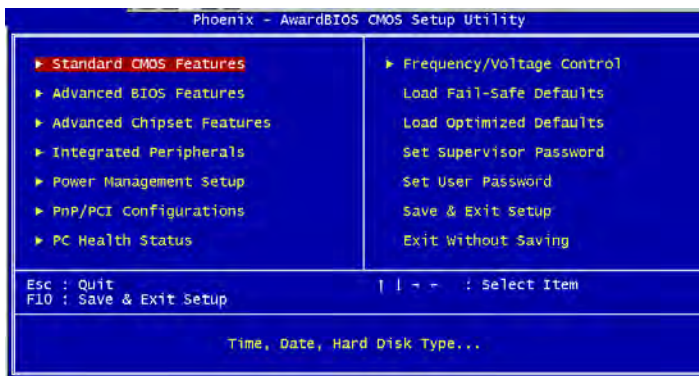 Phoenix - AwardBIOS CMOS Setup Utility
▶ Standard CMOS Features
▶ Advanced BIOS Features
▶ Advanced Chipset Features
▶ Integrated Peripherals
▶ Power Management Setup
▶ PnP/PCI Configurations
▶ PC Health Status
▶ Frequency/Voltage Control
Load Fail-Safe Defaults
Load Optimized Defaults
Set Supervisor Password
Set User Password
Save & Exit Setup
Exit Without Saving
Esc : Quit
F10 : Save & Exit Setup
↑ ↓ → ← : Select Item
Time, Date, Hard Disk Type...